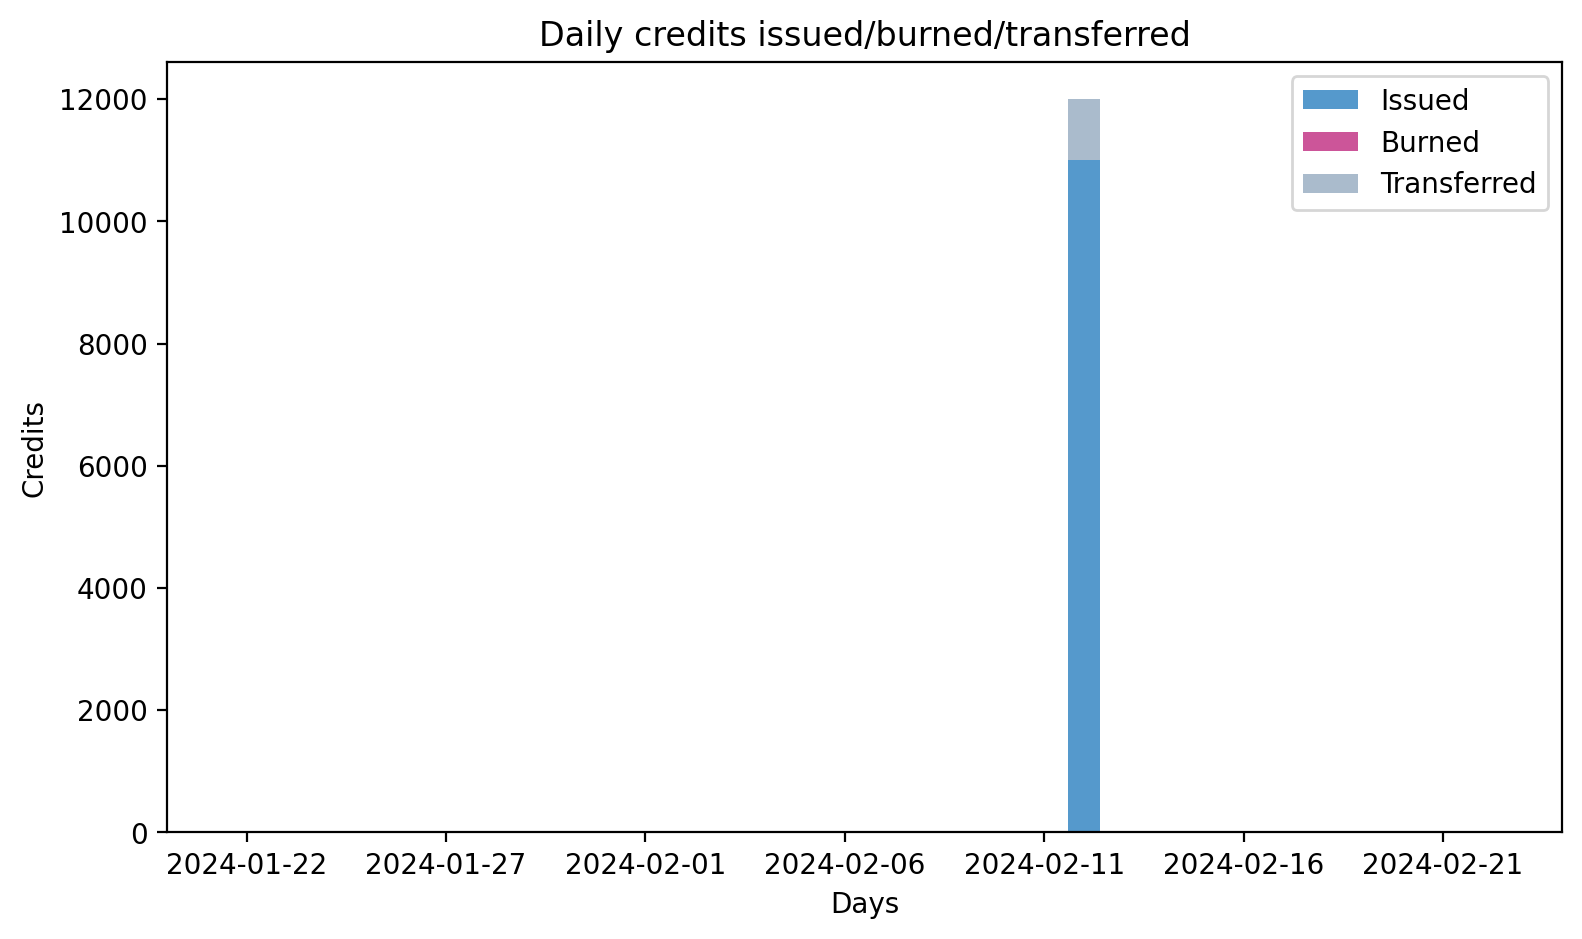 Daily credits issued/burned/transferred
Issued
Burned
Transferred
12000
10000
8000
6000
4000
2000
0
Credits
2024-01-22 2024-01-27 2024-02-01 2024-02-06 2024-02-11 2024-02-16 2024-02-21
Days